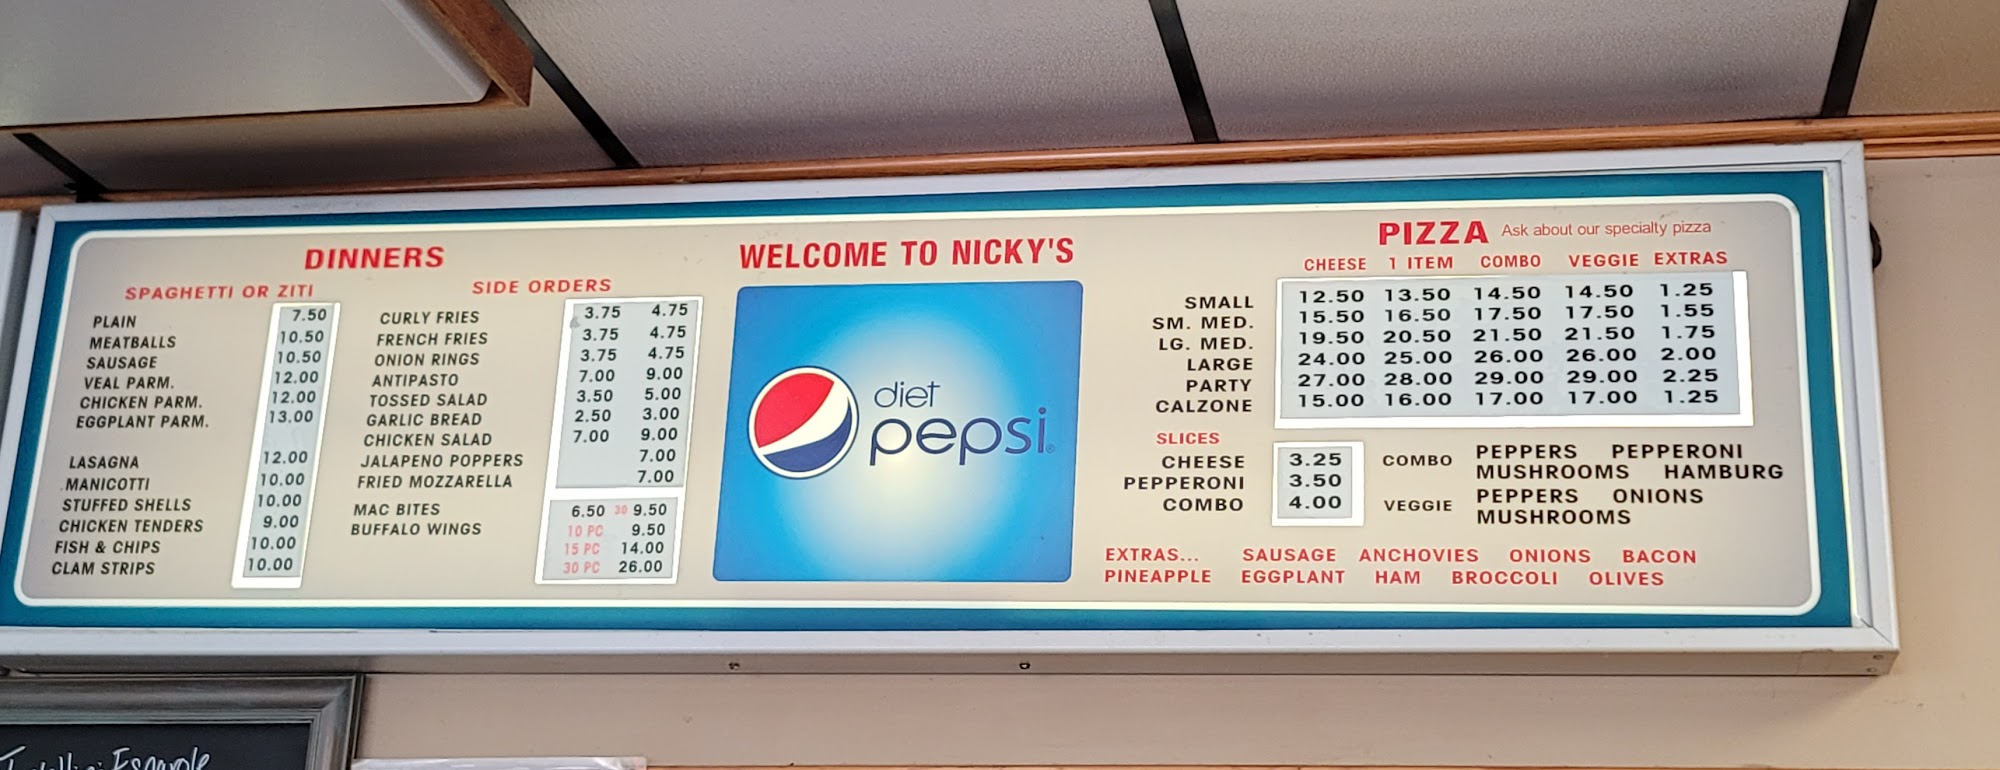 DINNERS
SPAGHETTI OR ZITI
PLAIN 7.50
MEATBALLS 10.50
SAUSAGE 10.50
VEAL PARM. 12.00
CHICKEN PARM. 12.00
EGGPLANT PARM. 13.00
LASAGNA 12.00
MANICOTTI 10.00
STUFFED SHELLS 10.00
CHICKEN TENDERS 9.00
FISH & CHIPS 10.00
CLAM STRIPS 10.00
SIDE ORDERS
CURLY FRIES 3.75 4.75
FRENCH FRIES 3.75 4.75
ONION RINGS 3.75 4.75
ANTIPASTO 7.00 9.00
TOSSED SALAD 3.50 5.00
GARLIC BREAD 2.50 3.00
CHICKEN SALAD 7.00 9.00
JALAPENO POPPERS 7.00
FRIED MOZZARELLA 7.00
MAC BITES 6.50 30 9.50
BUFFALO WINGS 10 PC 9.50
15 PC 14.00
30 PC 26.00
WELCOME TO NICKY'S
diet
pepsi®
PIZZA Ask about our specialty pizza
CHEESE 1 ITEM COMBO VEGGIE EXTRAS
SMALL 12.50 13.50 14.50 14.50 1.25
SM. MED. 15.50 16.50 17.50 17.50 1.55
LG. MED. 19.50 20.50 21.50 21.50 1.75
LARGE 24.00 25.00 26.00 26.00 2.00
PARTY 27.00 28.00 29.00 29.00 2.25
CALZONE 15.00 16.00 17.00 17.00 1.25
SLICES
CHEESE 3.25
PEPPERONI 3.50
COMBO 4.00
COMBO PEPPERS PEPPERONI
MUSHROOMS HAMBURG
VEGGIE PEPPERS ONIONS
MUSHROOMS
EXTRAS... SAUSAGE ANCHOVIES ONIONS BACON
PINEAPPLE EGGPLANT HAM BROCCOLI OLIVES